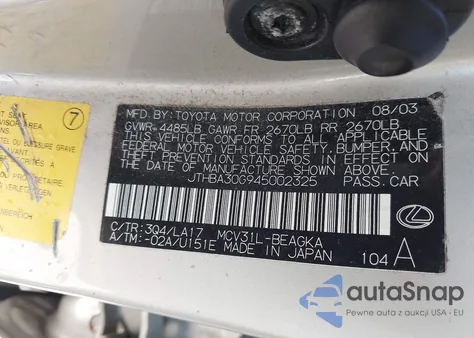 7
MFD. BY: TOYOTA MOTOR CORPORATION 08/03
GVWR 4485LB GAWR FR 2670LB RR 2670LB
THIS VEHICLE CONFORMS TO ALL APPLICABLE
FEDERAL MOTOR VEHICLE SAFETY, BUMPER, AND
THEFT PREVENTION STANDARDS IN EFFECT ON
THE DATE OF MANUFACTURE SHOWN ABOVE.
JTHBA30G945002325 PASS. CAR
C/TR: 3Q4/LA17 MCV31L-BEAGKA
A/TM: -02A/U151E MADE IN JAPAN
104 A
autoSnap
Pewne auta z aukcji USA - EU